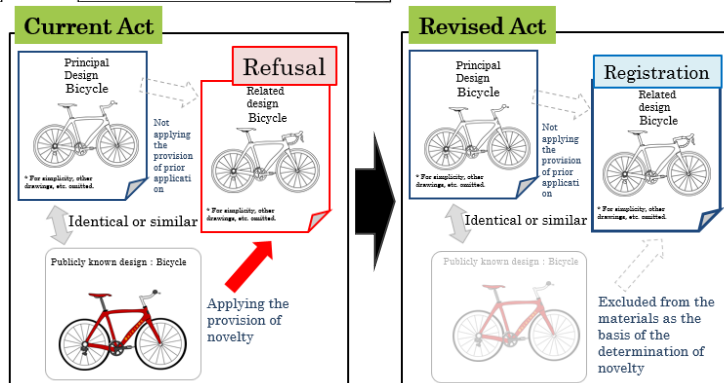 Current Act
Principal
Design
Bicycle
* For simplicity, other
drawings, etc. omitted.
Not
applying
the
provision
of prior
applicati
on
Refusal
Related
design
Bicycle
* For simplicity, other
drawings, etc. omitted.
Identical or similar
Publicly known design : Bicycle
Applying the
provision of
novelty
Revised Act
Principal
Design
Bicycle
* For simplicity, other
drawings, etc. omitted.
Not
applying
the
provision
of prior
applicati
on
Registration
Related
design
Bicycle
* For simplicity, other
drawings, etc. omitted.
Identical or similar
Publicly known design : Bicycle
Excluded from the
materials as the
basis of the
determination of
novelty